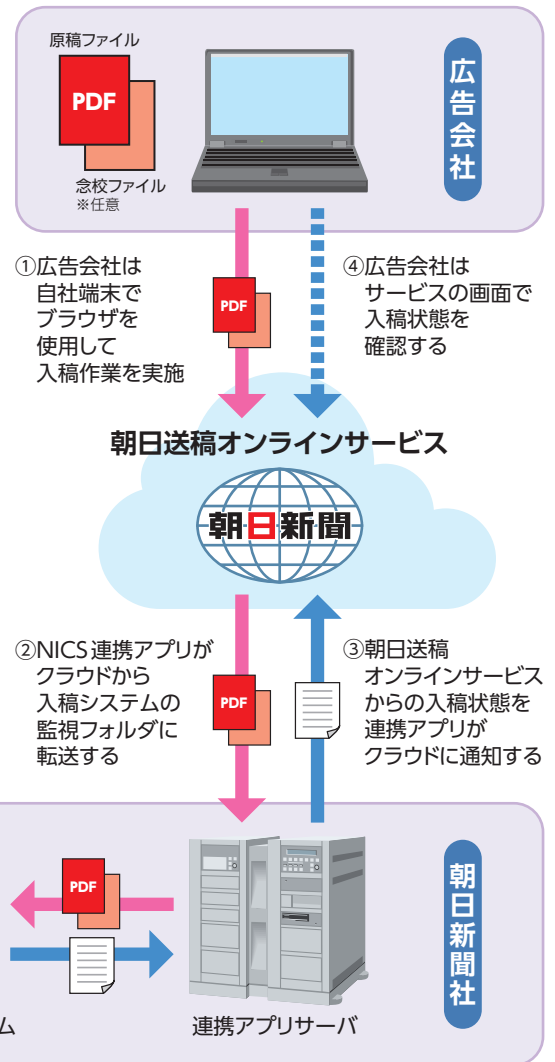 原稿ファイル
PDF
念校ファイル
※任意
広告会社
①広告会社は
自社端末で
ブラウザを
使用して
入稿作業を実施
PDF
④広告会社は
サービスの画面で
入稿状態を
確認する
朝日送稿オンラインサービス
朝日新聞
②NICS連携アプリが
クラウドから
入稿システムの
監視フォルダに
転送する
PDF
③朝日送稿
オンラインサービス
からの入稿状態を
連携アプリが
クラウドに通知する
PDF
朝日新聞社
ム
連携アプリサーバ